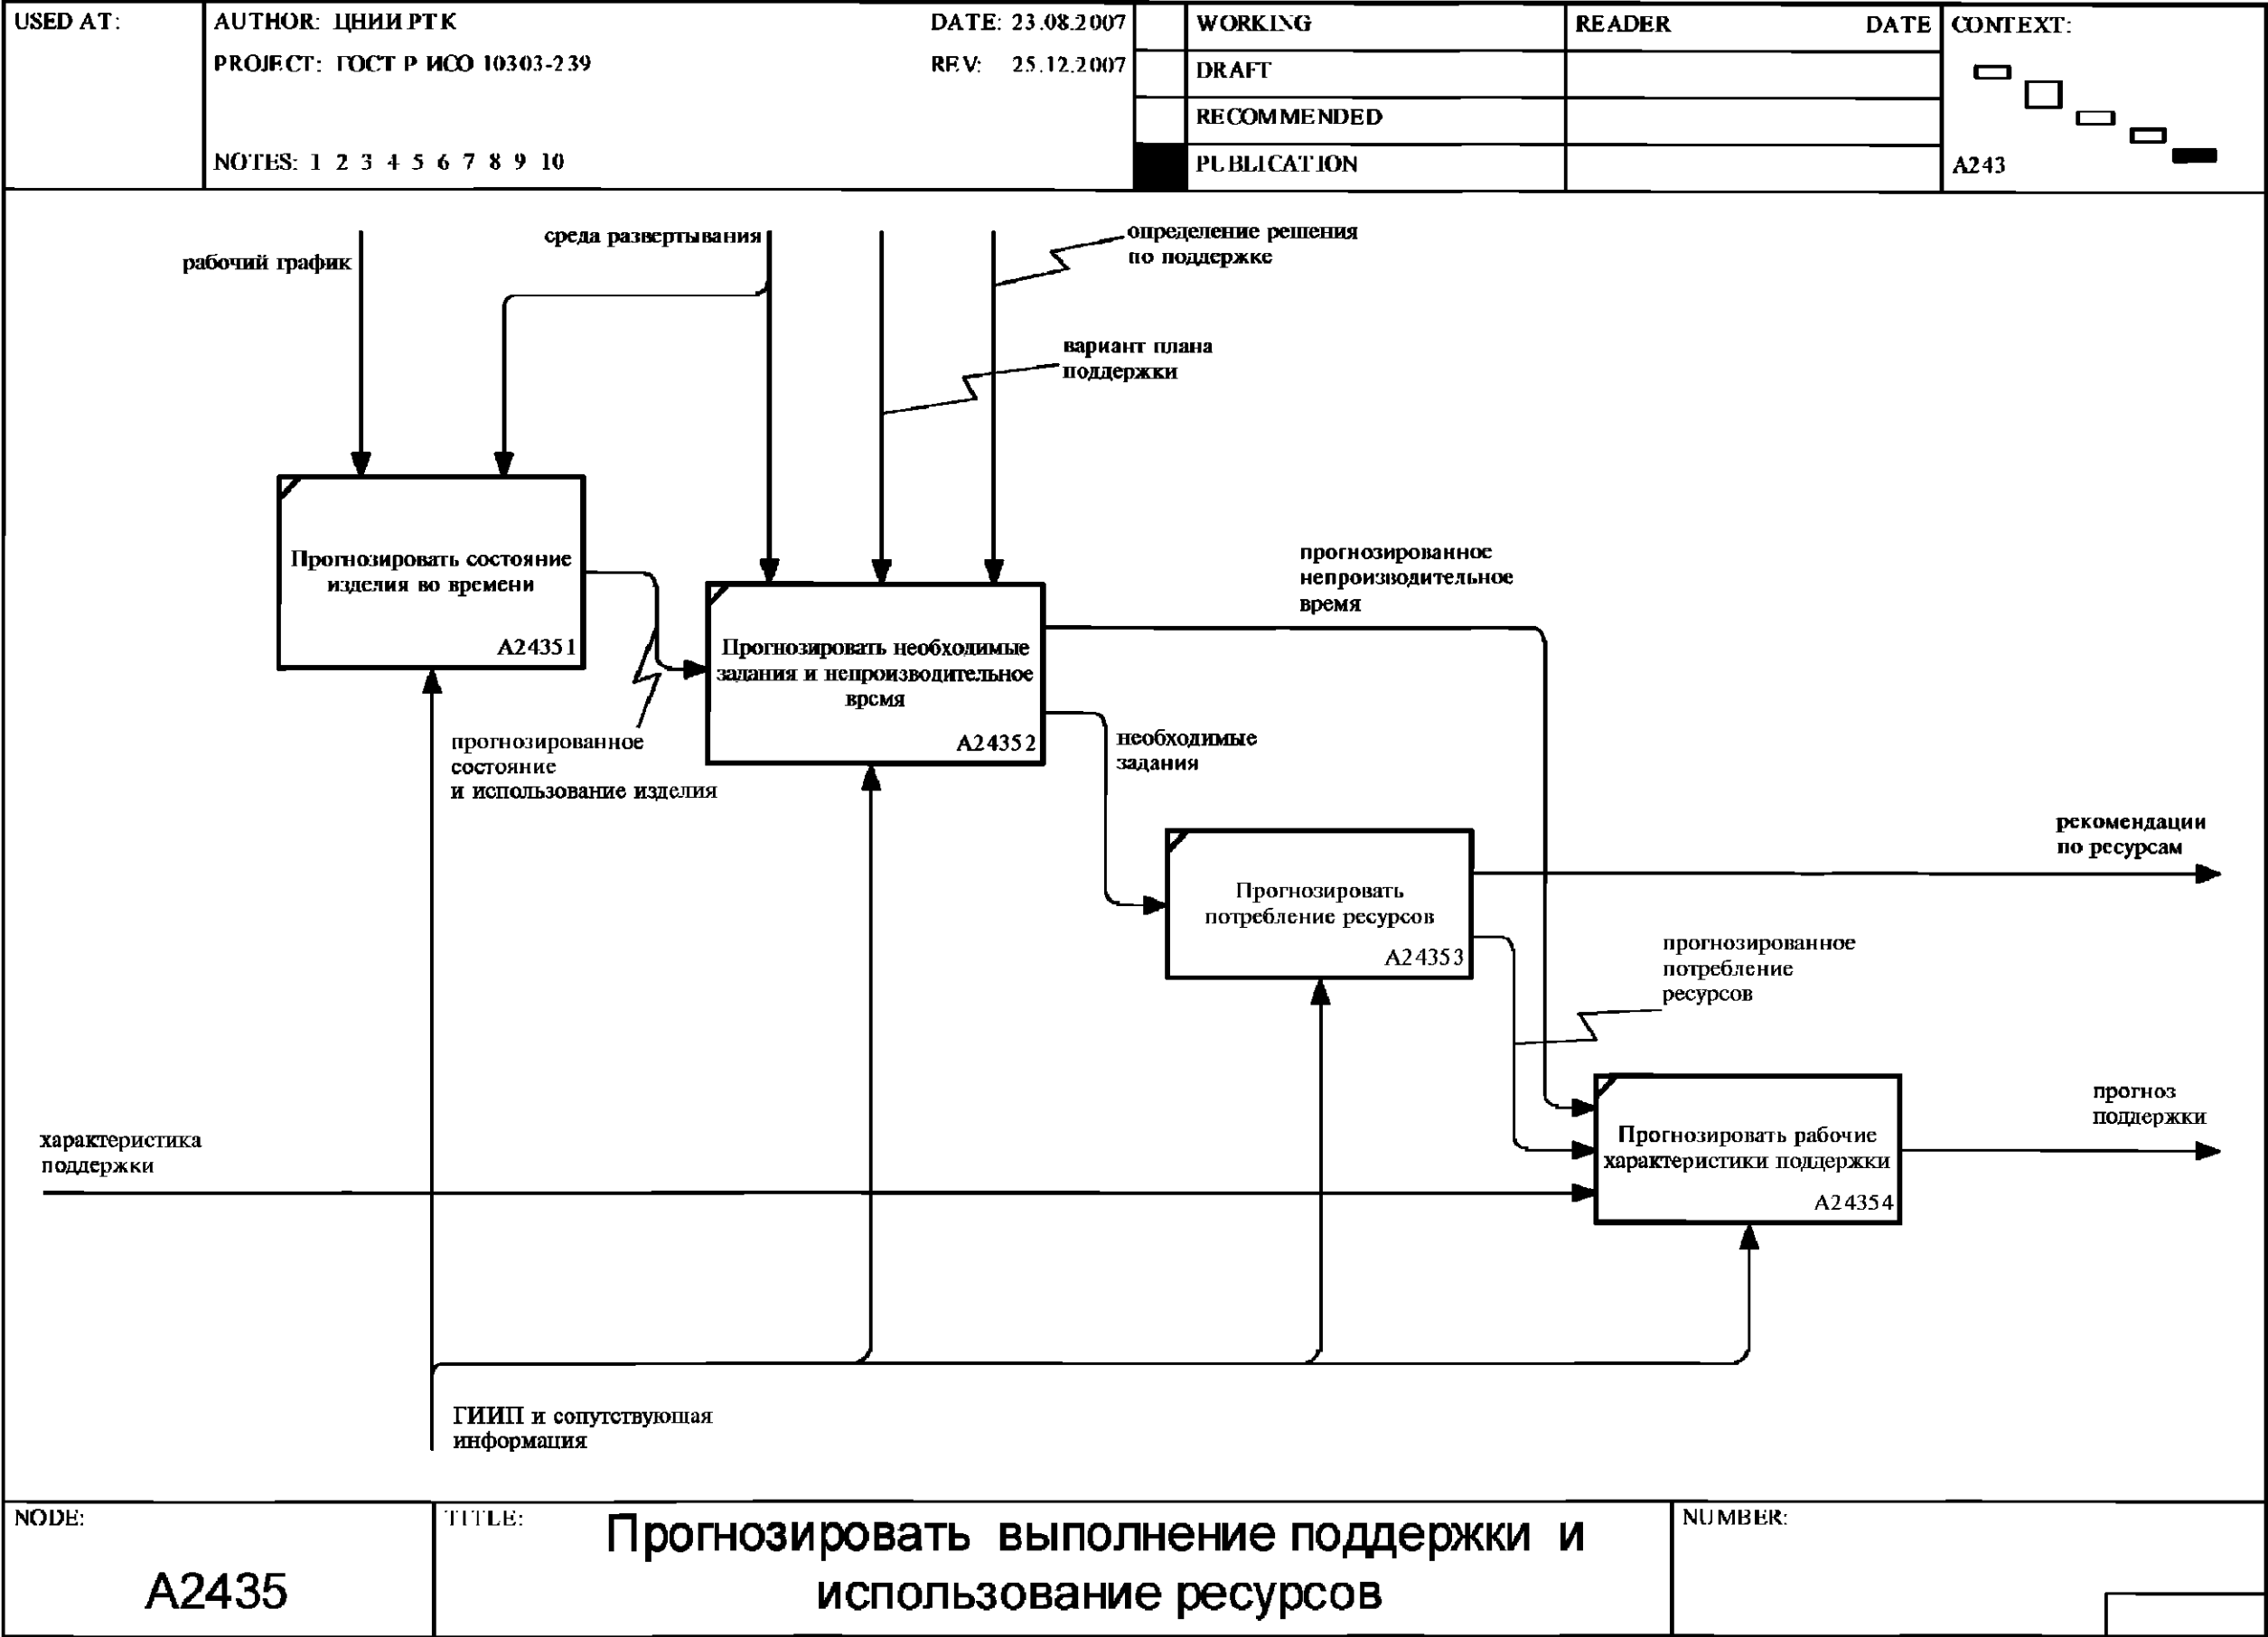 USED AT:
AUTHOR: ЦНИИ РТК
DATE: 23.08.2007
PROJECT: ГОСТ Р ИСО 10303-239
REV: 25.12.2007
NOTES: 1 2 3 4 5 6 7 8 9 10
WORKING
DRAFT
RECOMMENDED
PUBLICATION
READER
DATE
CONTEXT:
A243
рабочий график
среда развертывания
определение решения
по поддержке
вариант плана
поддержки
Прогнозировать состояние
изделия во времени
A24351
прогнозированное
состояние
и использование изделия
Прогнозировать необходимые
задания и непроизводительное
время
A24352
прогнозированное
непроизводительное
время
необходимые
задания
Прогнозировать
потребление ресурсов
A24353
рекомендации
по ресурсам
прогнозированное
потребление
ресурсов
характеристика
поддержки
Прогнозировать рабочие
характеристики поддержки
A24354
прогноз
поддержки
ГИИП и сопутствующая
информация
NODE:
A2435
TITLE:
Прогнозировать выполнение поддержки и
использование ресурсов
NUMBER: